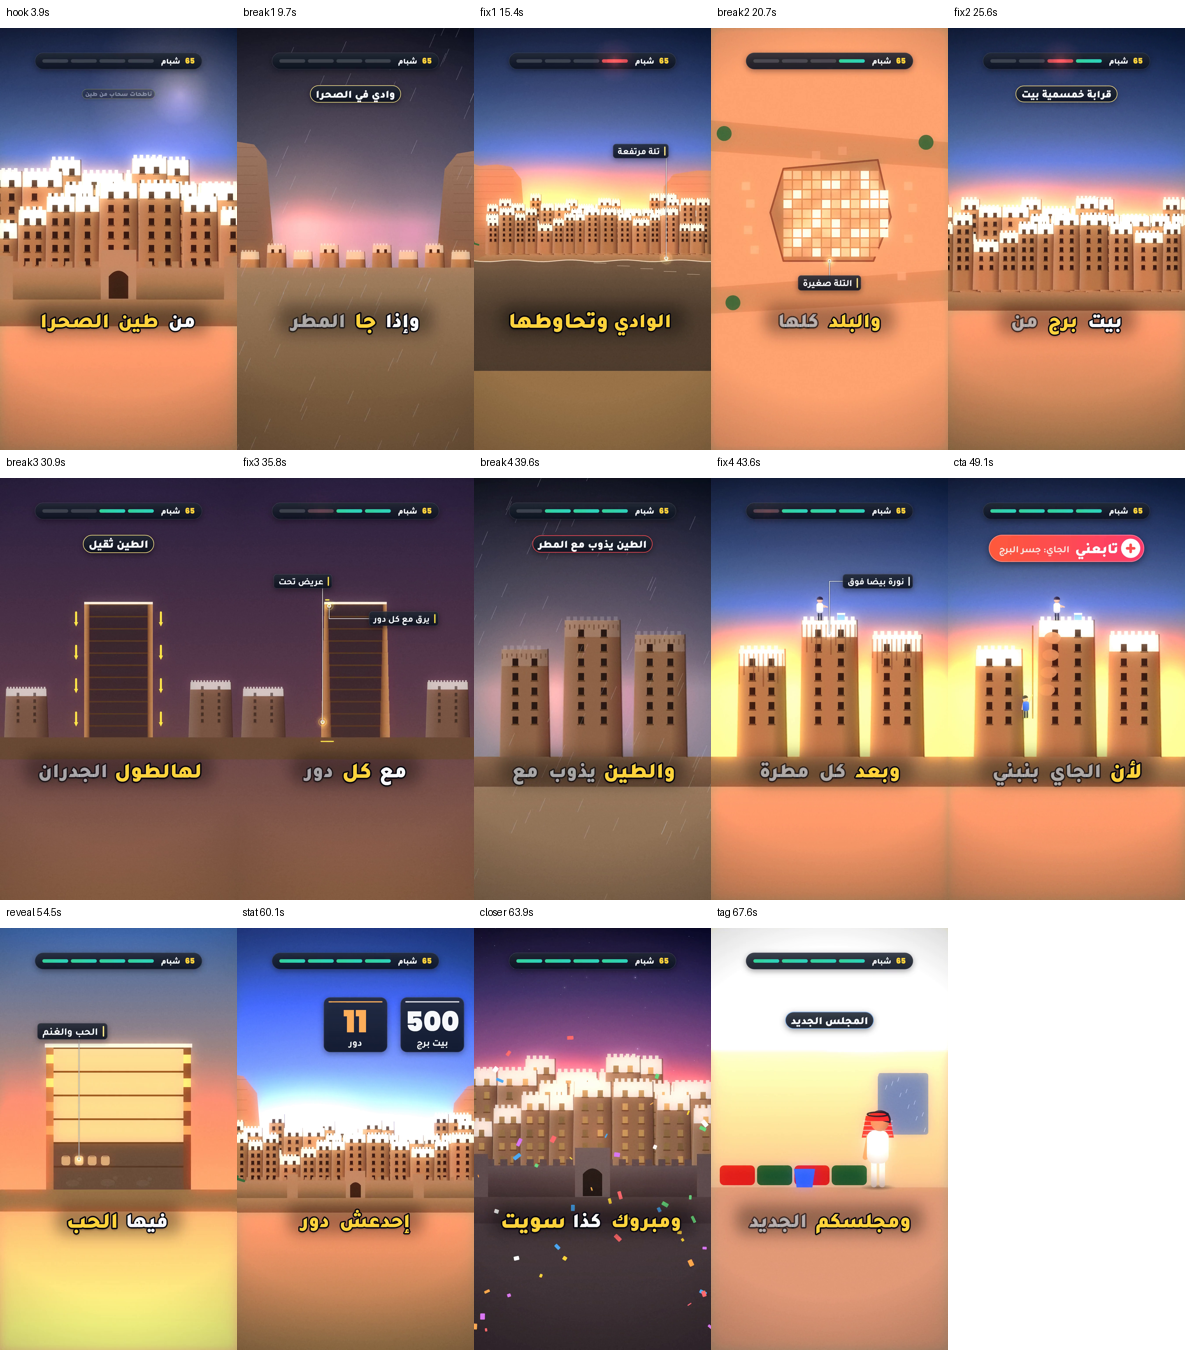 hook 3.9s
65 شبام
ناطحات سحاب من طين
من طين الصحرا
break1 9.7s
65 شبام
وادي في الصحرا
وإذا جا المطر
fix1 15.4s
65 شبام
تلة مرتفعة
الوادي وتحاوطها
break2 20.7s
65 شبام
التلة صغيرة
والبلد كلها
fix2 25.6s
65 شبام
قرابة خمسمية بيت
بيت برج من
break3 30.9s
65 شبام
الطين ثقيل
لهالطول الجدران
fix3 35.8s
65 شبام
عريض تحت
يرق مع كل دور
مع كل دور
break4 39.6s
65 شبام
الطين يذوب مع المطر
والطين يذوب مع
fix4 43.6s
65 شبام
نورة بيضا فوق
وبعد كل مطرة
cta 49.1s
65 شبام
تابعني الجاي: جسر البرج
لأن الجاي بنبني
reveal 54.5s
65 شبام
الحب والغنم
فيها الحب
stat 60.1s
65 شبام
500
بيت برج
11
دور
إحدعش دور
closer 63.9s
65 شبام
ومبروك كذا سويت
tag 67.6s
65 شبام
المجلس الجديد
ومجلسكم الجديد